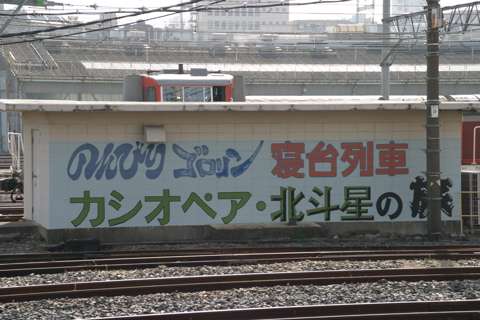 のんびり ゴロリン 寝台列車
カシオペア・北斗星の旅